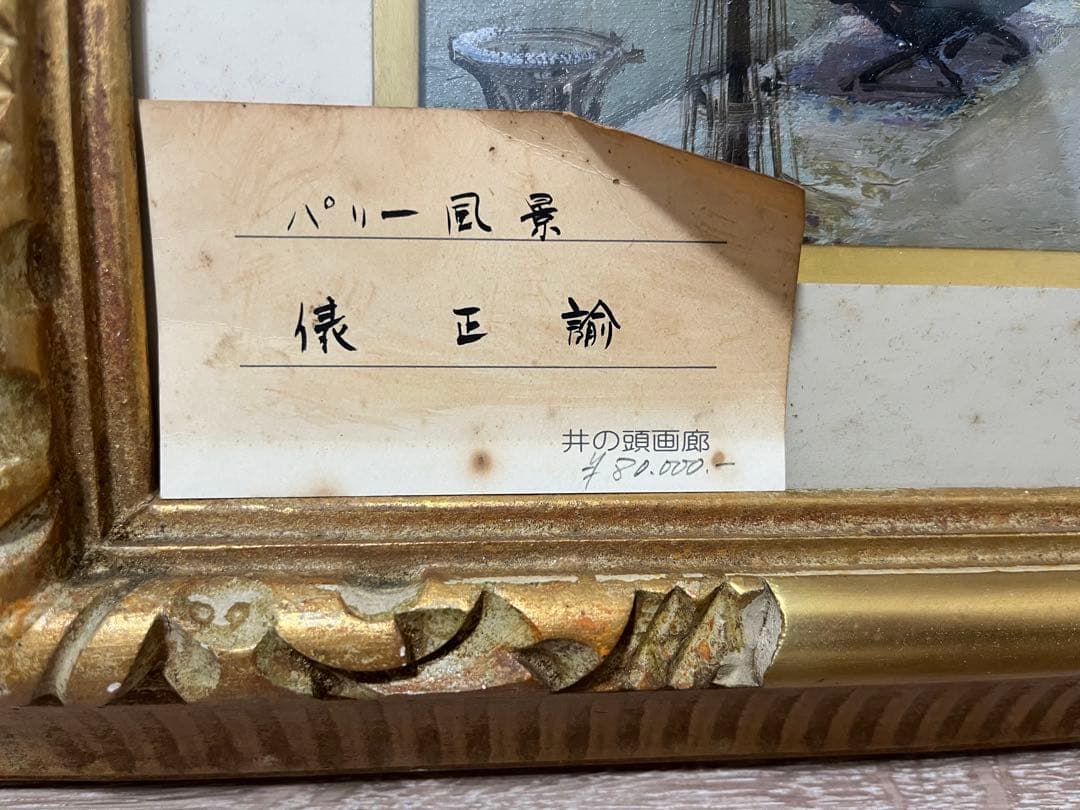 パリー風景
俵 正 諭
井の頭画廊
¥80.000.-